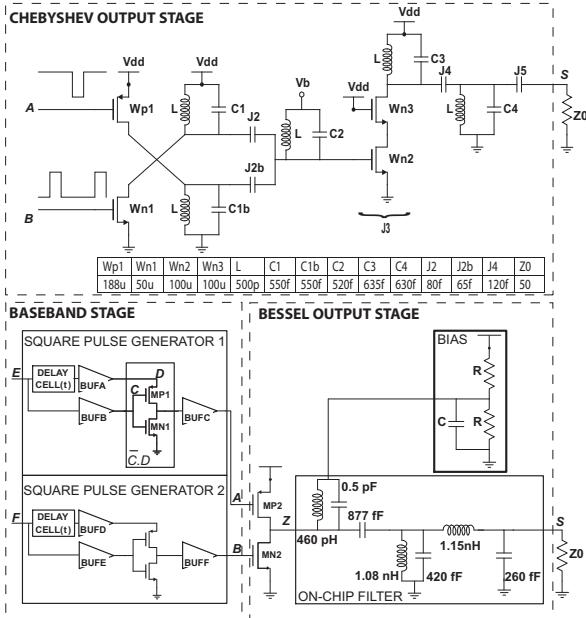 CHEBYSHEV OUTPUT STAGE
Vdd
Vdd
Vdd
A
Wp1
L
C1
J2
Vb
L
C3
J4
J5
S
Vdd
Wn3
L
C4
Z0
L
C2
J2b
B
Wn1
L
C1b
Wn2
J3
Wp1 Wn1 Wn2 Wn3 L C1 C1b C2 C3 C4 J2 J2b J4 Z0
188u 50u 100u 100u 500p 550f 550f 520f 635f 630f 80f 65f 120f 50
BASEBAND STAGE
BESSEL OUTPUT STAGE
SQUARE PULSE GENERATOR 1
BIAS
E
DELAY
CELL(t)
BUFA
D
C
MP1
R
BUFB
MN1
BUFC
C
R
C.D
SQUARE PULSE GENERATOR 2
A
MP2
0.5 pF
877 fF
F
DELAY
CELL(t)
BUFD
Z
S
BUFE
BUFF
B
MN2
460 pH
1.15nH
Z0
1.08 nH
420 fF
260 fF
ON-CHIP FILTER